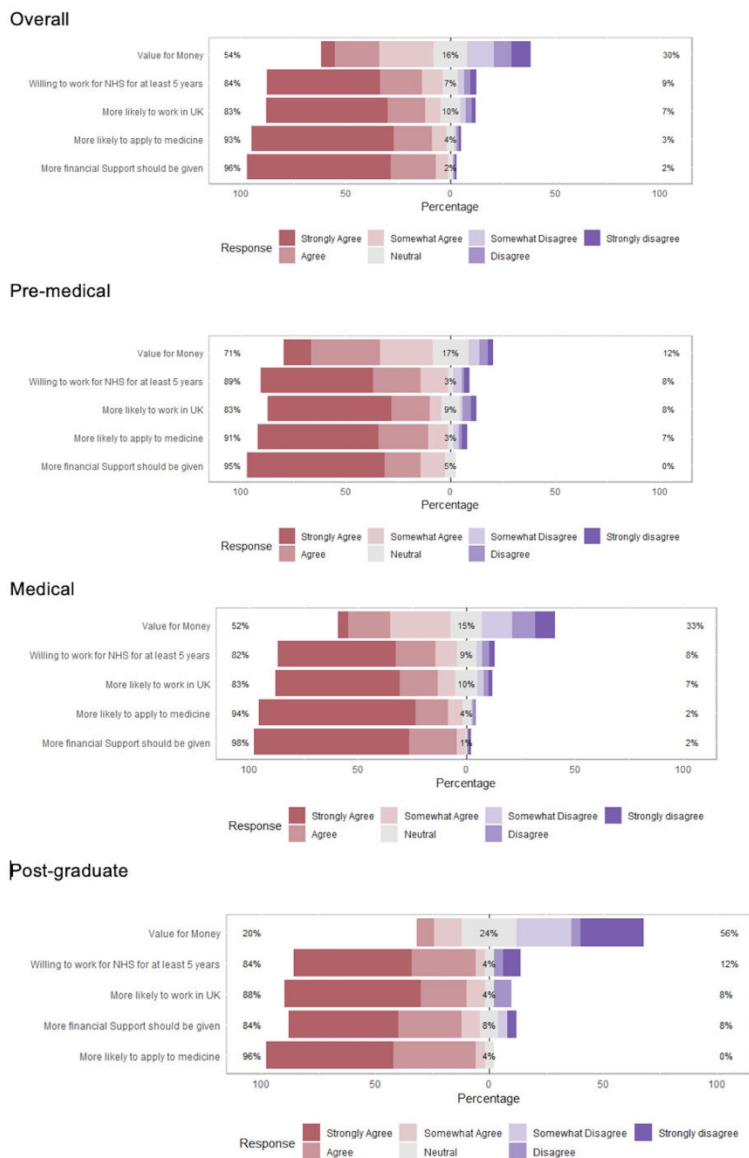 Overall
Value for Money 54% 16% 30%
Willing to work for NHS for at least 5 years 84% 7% 9%
More likely to work in UK 83% 10% 7%
More likely to apply to medicine 93% 4% 3%
More financial Support should be given 96% 2% 2%
100 50 0 50 100
Percentage
Response Strongly Agree Somewhat Agree Somewhat Disagree Strongly disagree
Agree Neutral Disagree
Pre-medical
Value for Money 71% 17% 12%
Willing to work for NHS for at least 5 years 89% 3% 8%
More likely to work in UK 83% 9% 8%
More likely to apply to medicine 91% 3% 7%
More financial Support should be given 95% 5% 0%
100 50 0 50 100
Percentage
Response Strongly Agree Somewhat Agree Somewhat Disagree Strongly disagree
Agree Neutral Disagree
Medical
Value for Money 52% 15% 33%
Willing to work for NHS for at least 5 years 82% 9% 8%
More likely to work in UK 83% 10% 7%
More likely to apply to medicine 94% 4% 2%
More financial Support should be given 98% 1% 2%
100 50 0 50 100
Percentage
Response Strongly Agree Somewhat Agree Somewhat Disagree Strongly disagree
Agree Neutral Disagree
Post-graduate
Value for Money 20% 24% 56%
Willing to work for NHS for at least 5 years 84% 4% 12%
More likely to work in UK 88% 4% 8%
More financial Support should be given 84% 8% 8%
More likely to apply to medicine 96% 4% 0%
100 50 0 50 100
Percentage
Response Strongly Agree Somewhat Agree Somewhat Disagree Strongly disagree
Agree Neutral Disagree